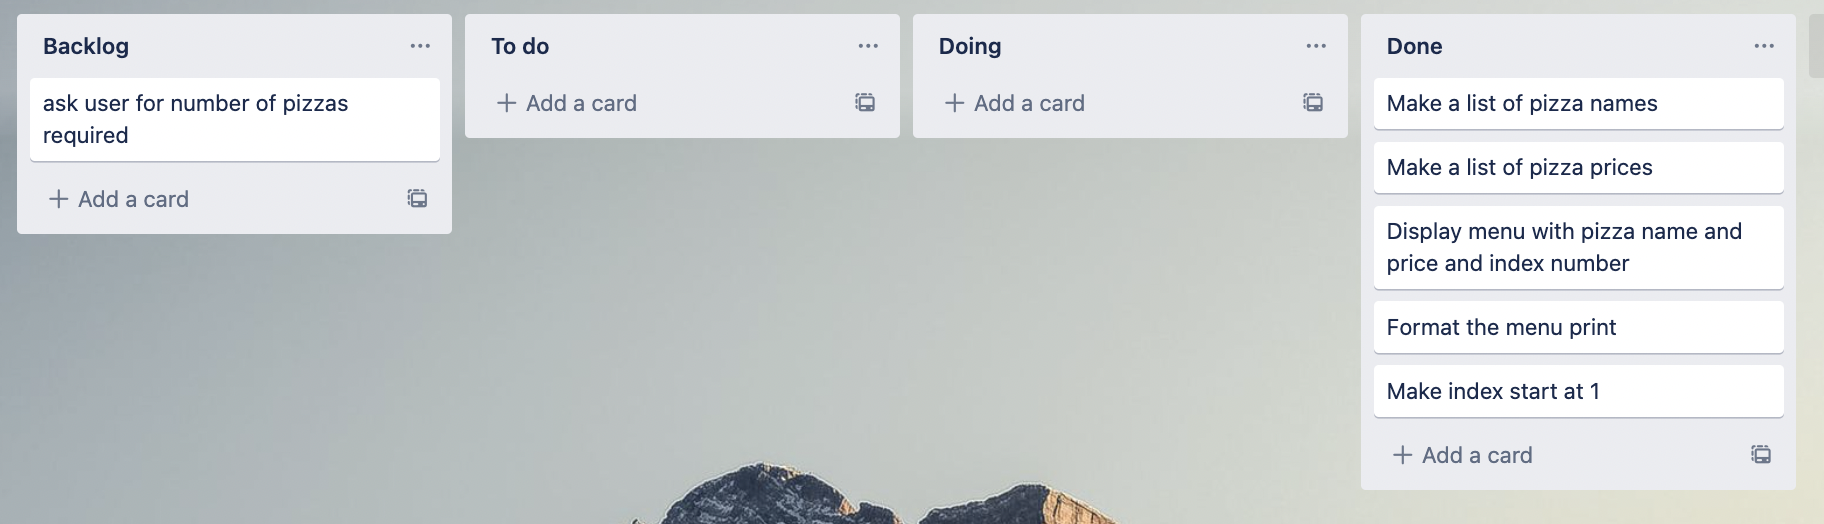 Backlog
ask user for number of pizzas
required
Add a card
To do
Add a card
Doing
Add a card
Done
Make a list of pizza names
Make a list of pizza prices
Display menu with pizza name and
price and index number
Format the menu print
Make index start at 1
Add a card